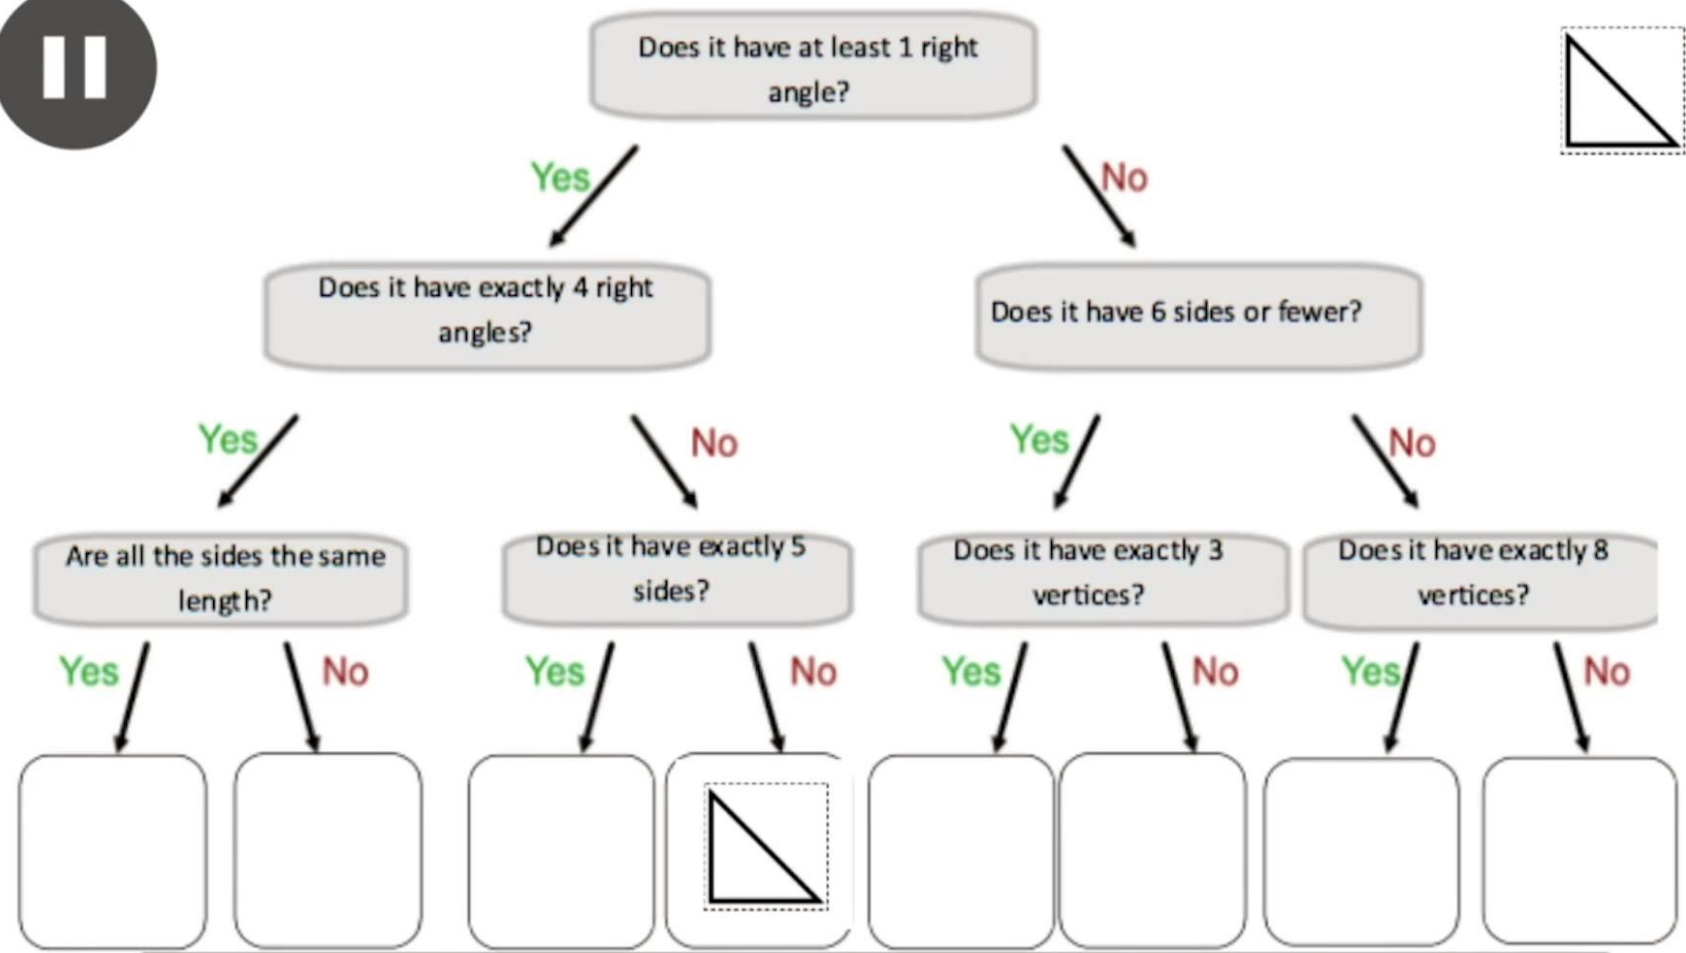 Does it have at least 1 right
angle?
Yes
No
Does it have exactly 4 right
angles?
Does it have 6 sides or fewer?
Yes
No
Yes
No
Are all the sides the same
length?
Does it have exactly 5
sides?
Does it have exactly 3
vertices?
Does it have exactly 8
vertices?
Yes
No
Yes
No
Yes
No
Yes
No